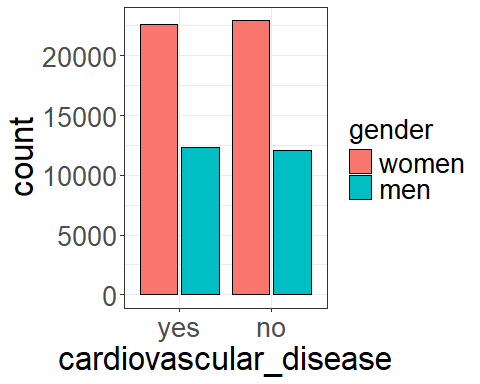 count
20000
15000
10000
5000
0
yes no
cardiovascular_disease
gender
women
men